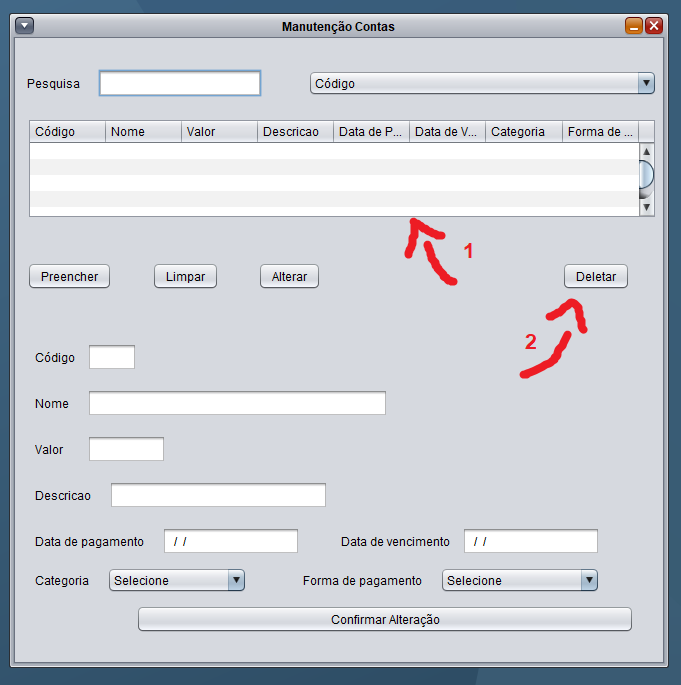 Manutenção Contas
Pesquisa Código
Código Nome Valor Descricao Data de P... Data de V... Categoria Forma de ...
1
Preencher Limpar Alterar Deletar
2
Código
Nome
Valor
Descricao
Data de pagamento / / Data de vencimento / /
Categoria Selecione Forma de pagamento Selecione
Confirmar Alteração